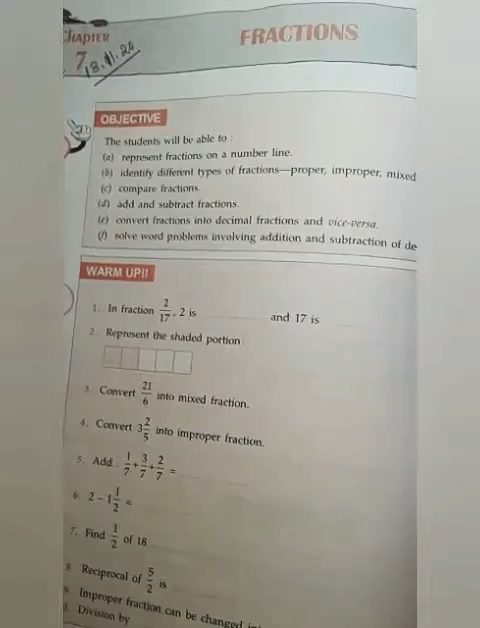 CHAPTER
7
18.11.20
FRACTIONS
OBJECTIVE
The students will be able to :
(a) represent fractions on a number line.
(b) identify different types of fractions—proper, improper, mixed
(c) compare fractions.
(d) add and subtract fractions.
(e) convert fractions into decimal fractions and vice-versa.
(f) solve word problems involving addition and subtraction of de
WARM UP!!
1. In fraction 2/17, 2 is and 17 is
2. Represent the shaded portion
3. Convert 21/6 into mixed fraction.
4. Convert 3 2/5 into improper fraction.
5. Add : 1/7 + 3/7 + 2/7 =
6. 2 – 1 1/2 =
7. Find 1/2 of 18
8. Reciprocal of 5/2 is
Improper fraction can be changed
Division by